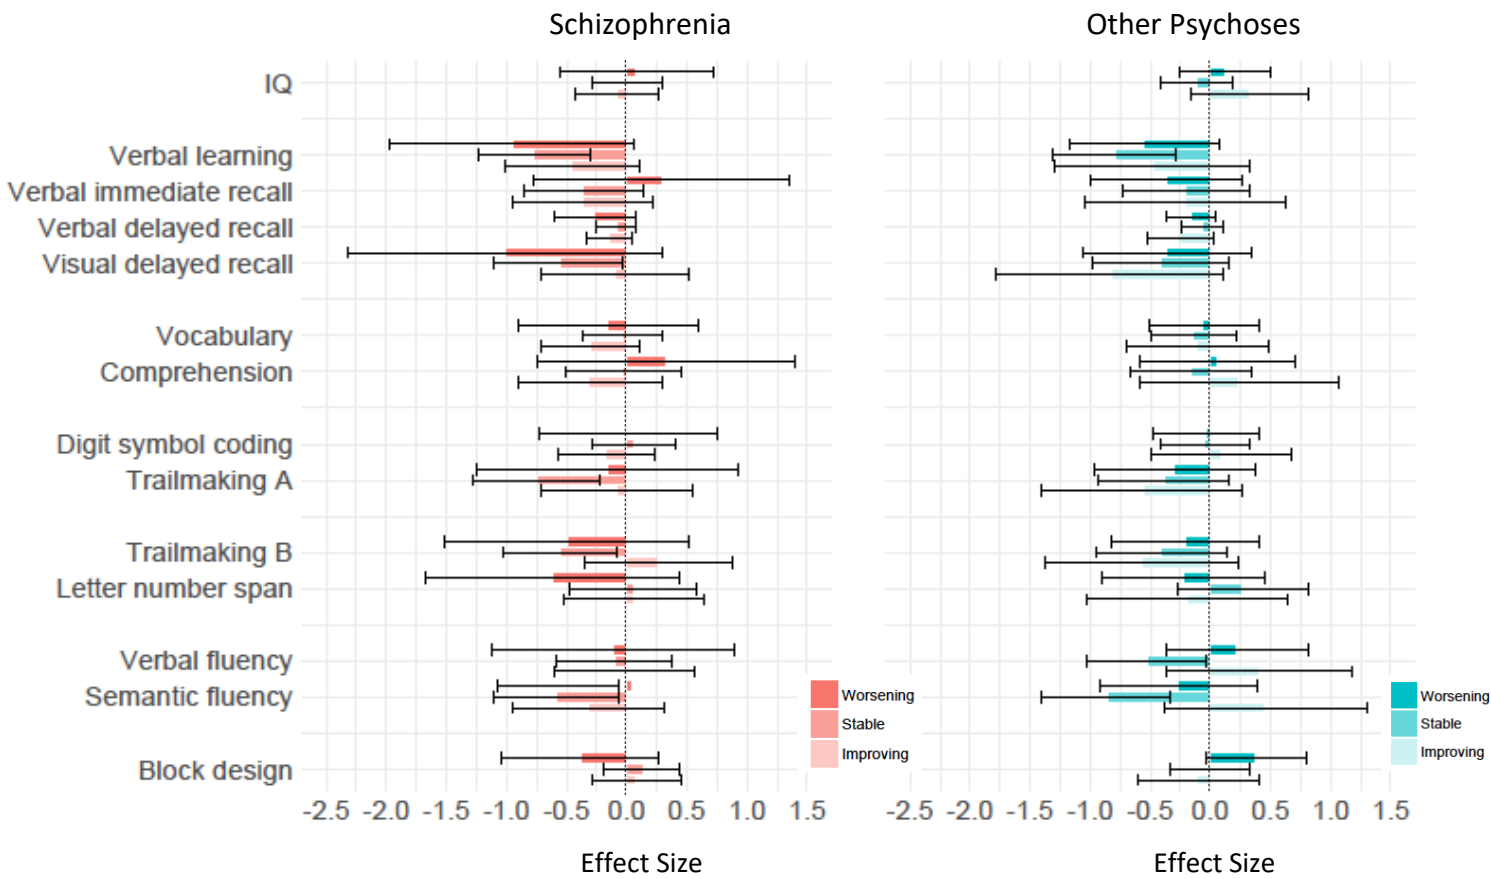 Schizophrenia
Other Psychoses
IQ
Verbal learning
Verbal immediate recall
Verbal delayed recall
Visual delayed recall
Vocabulary
Comprehension
Digit symbol coding
Trailmaking A
Trailmaking B
Letter number span
Verbal fluency
Semantic fluency
Block design
Worsening
Stable
Improving
Worsening
Stable
Improving
-2.5 -2.0 -1.5 -1.0 -0.5 0.0 0.5 1.0 1.5
-2.5 -2.0 -1.5 -1.0 -0.5 0.0 0.5 1.0 1.5
Effect Size
Effect Size